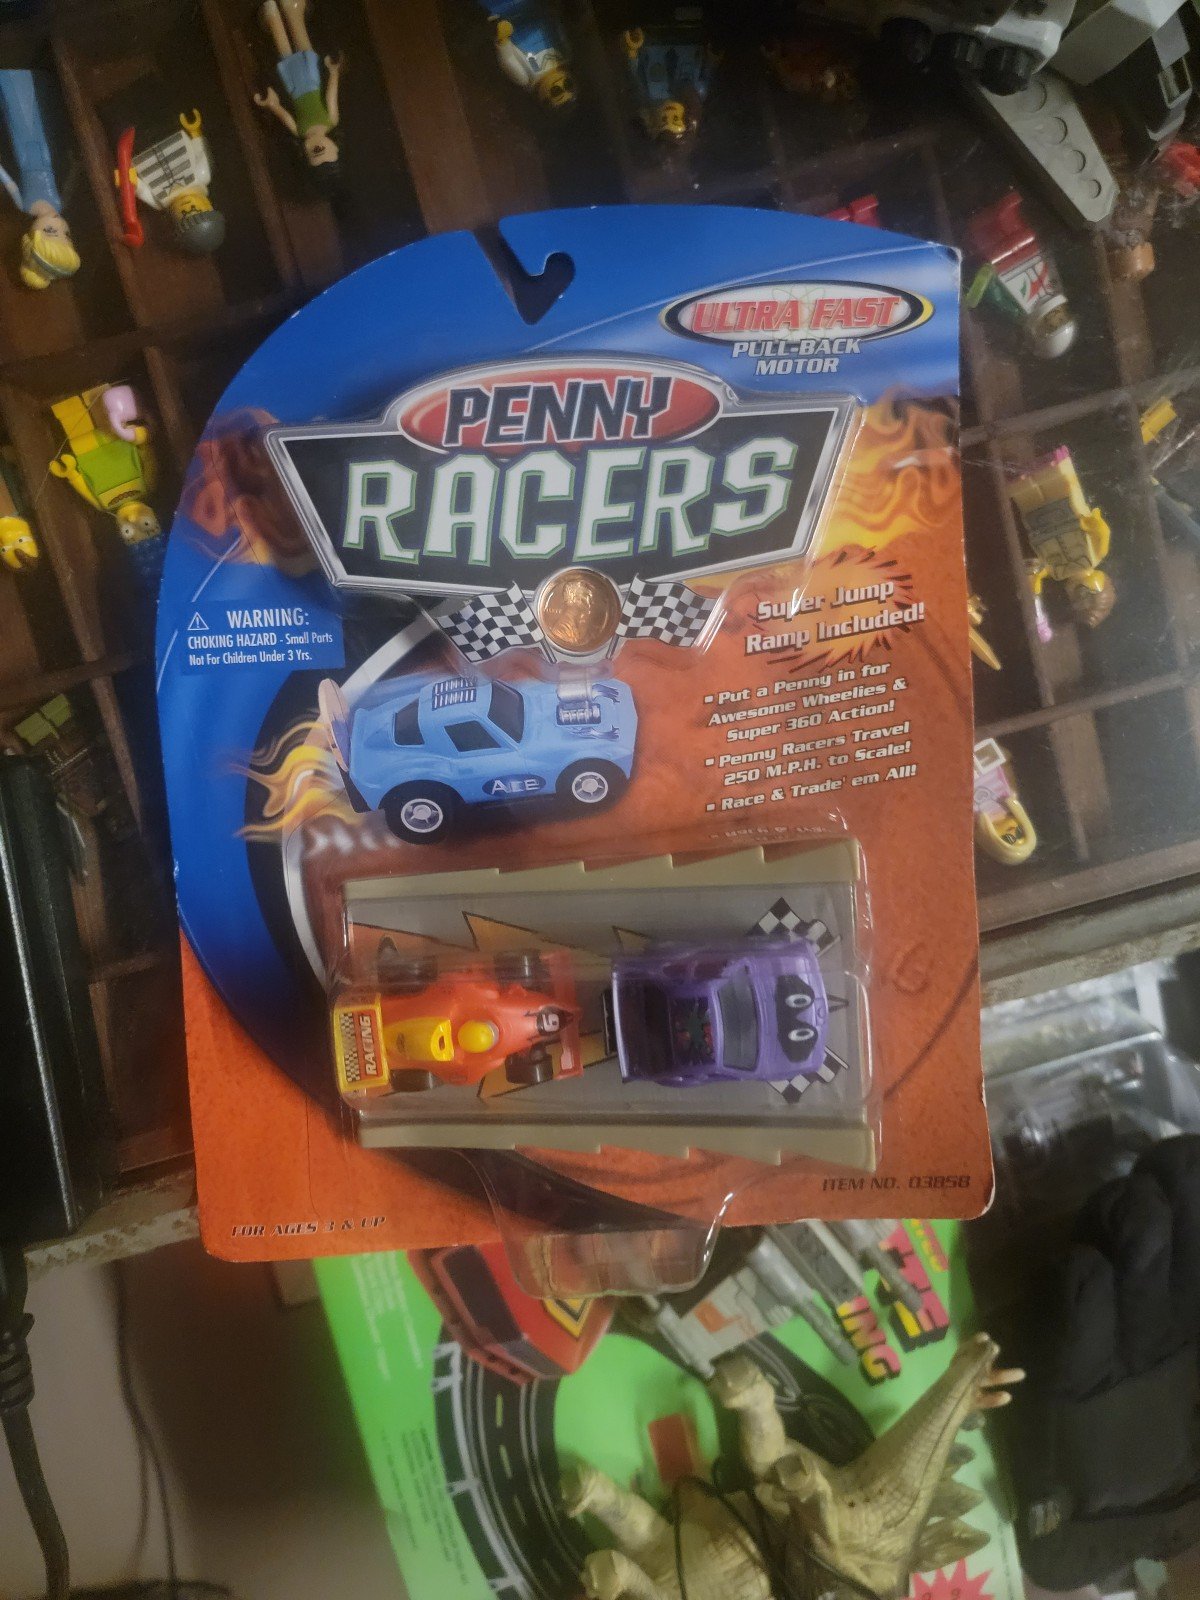 ULTRA FAST
PULL-BACK
MOTOR
PENNY
RACERS
WARNING:
CHOKING HAZARD - Small Parts
Not For Children Under 3 Yrs.
Super Jump
Ramp Included!
▪ Put a Penny in for
Awesome Wheelies &
Super 360 Action!
▪ Penny Racers Travel
250 M.P.H. to Scale!
▪ Race & Trade' em All!
Ace
RACING
6
ITEM NO. 03858
FOR AGES 3 & UP
ING